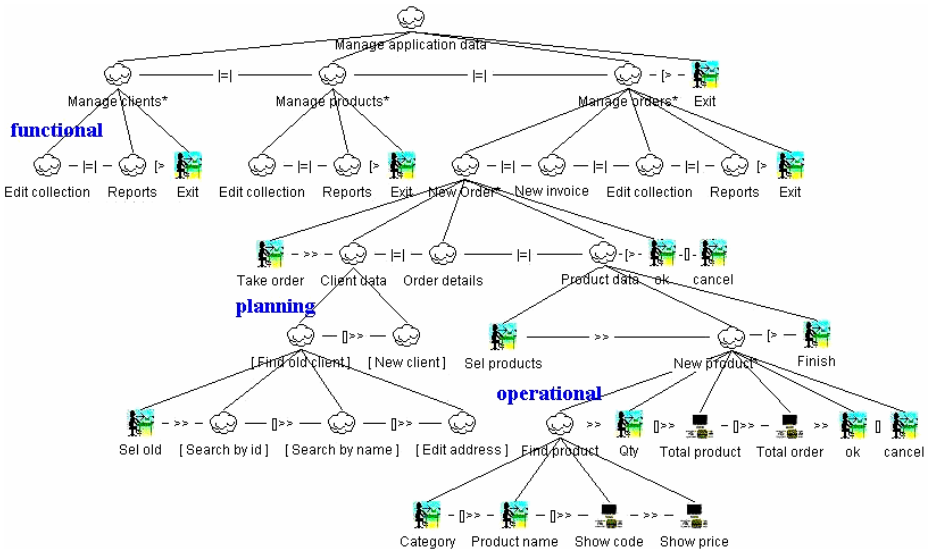 Manage application data
|=| |=| [>
Manage clients* Manage products* Manage orders* Exit
functional
|=| [> |=| [> |=| |=| |=| [>
Edit collection Reports Exit Edit collection Reports Exit New Order* New invoice Edit collection Reports Exit
>> |=| |=| [> []
Take order Client data Order details Product data ok cancel
planning
[]>> >> [>
[ Find old client ] [ New client ] Sel products New product* Finish
operational
>> []>> []>> >> []>> []>> >> []
Sel old [ Search by id ] [ Search by name ] [ Edit address ] Find product Qty Total product Total order ok cancel
[]>> []>> >>
Category Product name Show code Show price